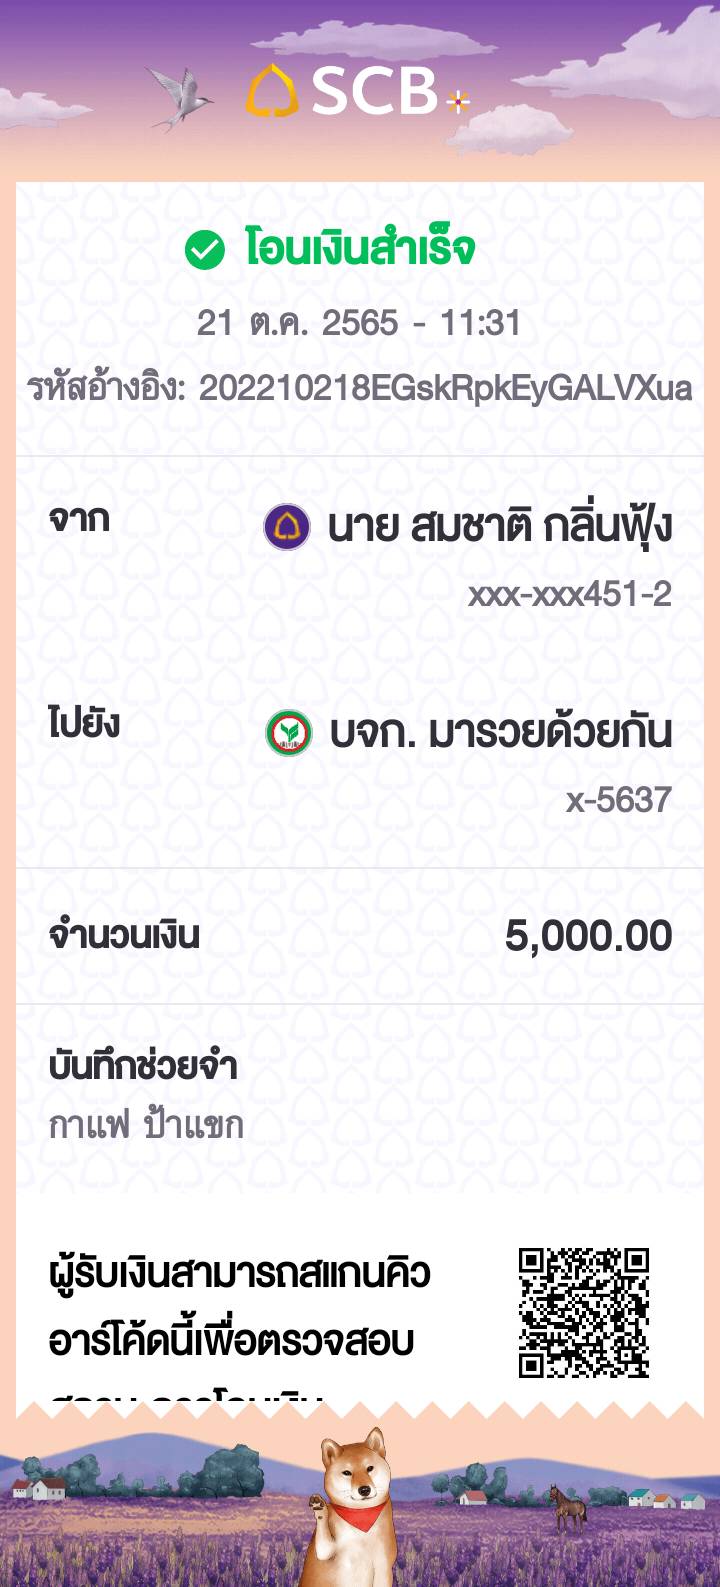 SCB
โอนเงินสำเร็จ
21 ต.ค. 2565 - 11:31
รหัสอ้างอิง: 202210218EGskRpkEyGALVXua
จาก
นาย สมชาติ กลิ่นฟุ้ง
xxx-xxx451-2
ไปยัง
บจก. มารวยด้วยกัน
x-5637
จำนวนเงิน
5,000.00
บันทึกช่วยจำ
กาแฟ ป้าแขก
ผู้รับเงินสามารถสแกนคิว
อาร์โค้ดนี้เพื่อตรวจสอบ